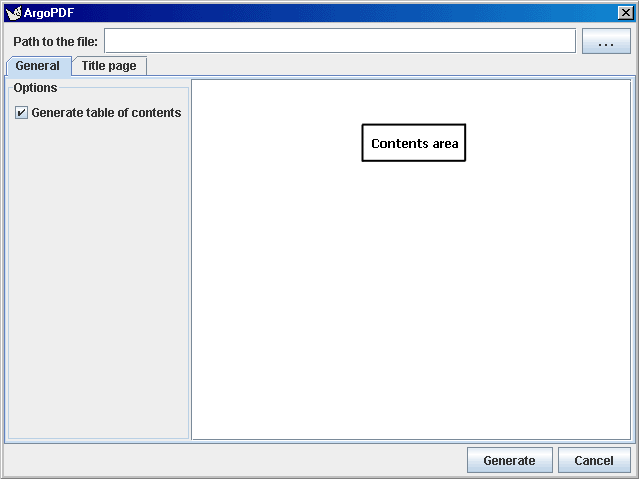 ArgoPDF
Path to the file:
...
General Title page
Options
Generate table of contents
Contents area
Generate Cancel